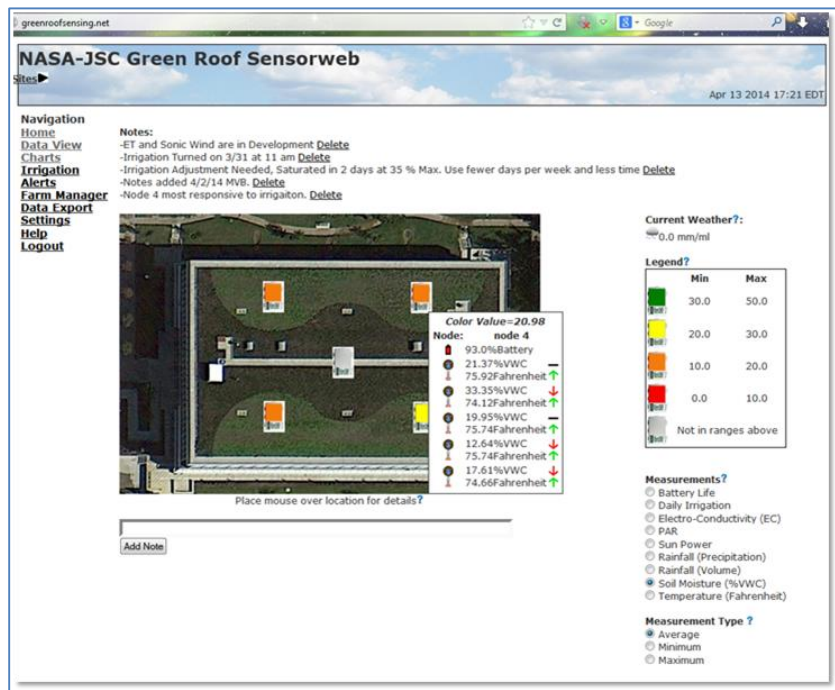 greenroofsensing.net
Google
NASA-JSC Green Roof Sensorweb
Sites
Apr 13 2014 17:21 EDT
Navigation
Home
Data View
Charts
Irrigation
Alerts
Farm Manager
Data Export
Settings
Help
Logout
Notes:
-ET and Sonic Wind are in Development Delete
-Irrigation Turned on 3/31 at 11 am Delete
-Irrigation Adjustment Needed, Saturated in 2 days at 35 % Max. Use fewer days per week and less time Delete
-Notes added 4/2/14 MVB. Delete
-Node 4 most responsive to irrigaiton. Delete
Color Value=20.98
Node: node 4
93.0%Battery
21.37%VWC
75.92Fahrenheit
33.35%VWC
74.12Fahrenheit
19.95%VWC
75.74Fahrenheit
12.64%VWC
75.74Fahrenheit
17.61%VWC
74.66Fahrenheit
Place mouse over location for details?
Add Note
Current Weather?:
0.0 mm/ml
Legend?
Min Max
30.0 50.0
20.0 30.0
10.0 20.0
0.0 10.0
Not in ranges above
Measurements?
Battery Life
Daily Irrigation
Electro-Conductivity (EC)
PAR
Sun Power
Rainfall (Precipitation)
Rainfall (Volume)
Soil Moisture (%VWC)
Temperature (Fahrenheit)
Measurement Type ?
Average
Minimum
Maximum